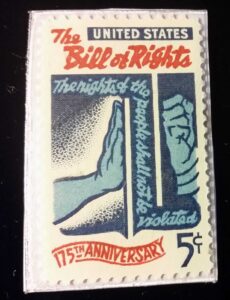 UNITED STATES
The
Bill of Rights
The rights of the people shall not be violated
175TH ANNIVERSARY
5¢